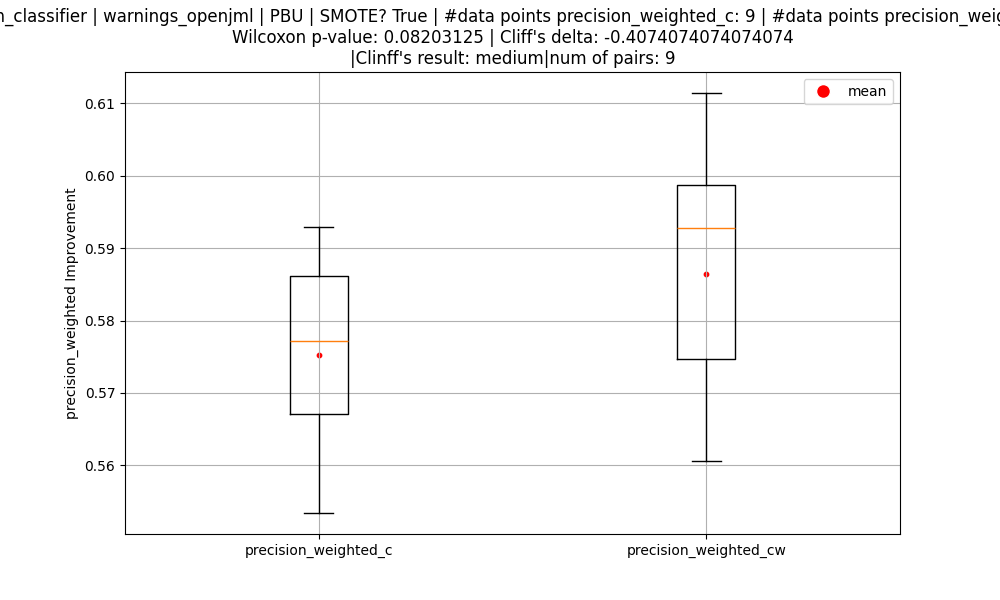 _classifier | warnings_openjml | PBU | SMOTE? True | #data points precision_weighted_c: 9 | #data points
Wilcoxon p-value: 0.08203125 | Cliff's delta: -0.4074074074074074
|Clinff's result: medium|num of pairs: 9
mean
0.61
0.60
0.59
0.58
0.57
0.56
precision_weighted Improvement
precision_weighted_c
precision_weighted_cw